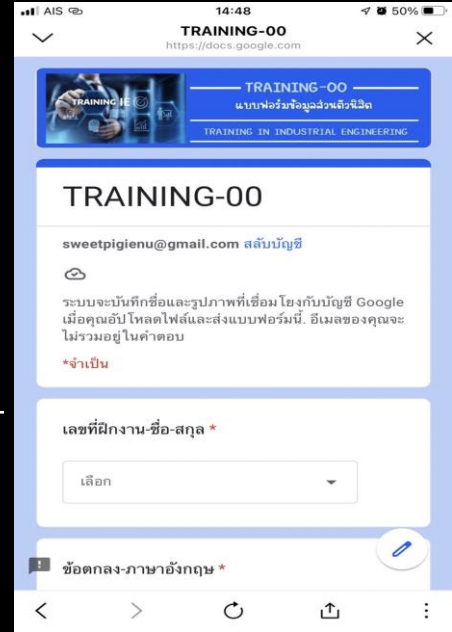 AIS 14:48 50%
TRAINING-00
https://docs.google.com
TRAINING IE
TRAINING-00
แบบฟอร์มข้อมูลส่วนตัวนิสิต
TRAINING IN INDUSTRIAL ENGINEERING
TRAINING-00
sweetpigienu@gmail.com สลับบัญชี
ระบบจะบันทึกชื่อและรูปภาพที่เชื่อมโยงกับบัญชี Google
เมื่อคุณอัปโหลดไฟล์และส่งแบบฟอร์มนี้. อีเมลของคุณจะ
ไม่รวมอยู่ในคำตอบ
*จำเป็น
เลขที่ฝึกงาน-ชื่อ-สกุล *
เลือก
ข้อตกลง-ภาษาอังกฤษ *